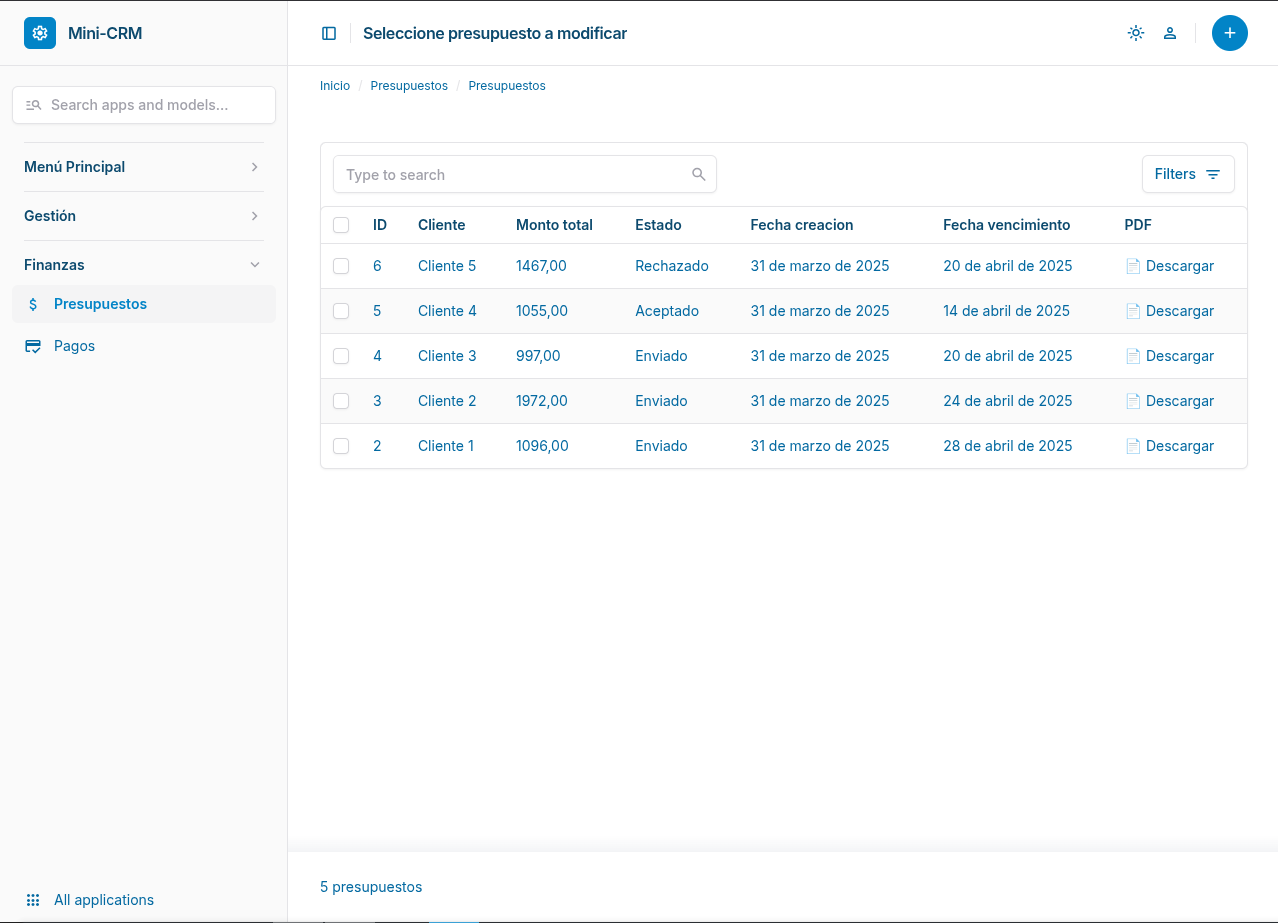 Mini-CRM
Seleccione presupuesto a modificar
Search apps and models...
Menú Principal
Gestión
Finanzas
Presupuestos
Pagos
All applications
Inicio / Presupuestos / Presupuestos
Type to search
Filters
ID Cliente Monto total Estado Fecha creacion Fecha vencimiento PDF
6 Cliente 5 1467,00 Rechazado 31 de marzo de 2025 20 de abril de 2025 Descargar
5 Cliente 4 1055,00 Aceptado 31 de marzo de 2025 14 de abril de 2025 Descargar
4 Cliente 3 997,00 Enviado 31 de marzo de 2025 20 de abril de 2025 Descargar
3 Cliente 2 1972,00 Enviado 31 de marzo de 2025 24 de abril de 2025 Descargar
2 Cliente 1 1096,00 Enviado 31 de marzo de 2025 28 de abril de 2025 Descargar
5 presupuestos